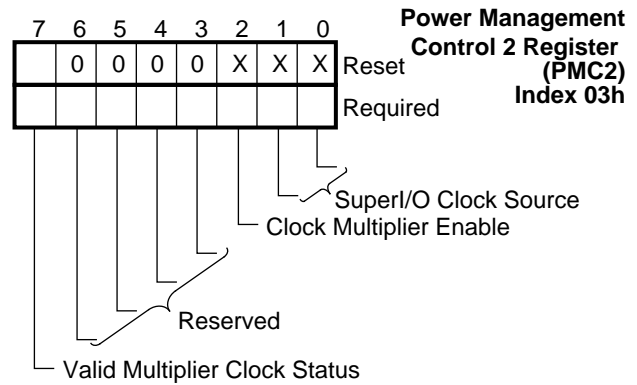 Power Management
Control 2 Register
(PMC2)
Index 03h
7 6 5 4 3 2 1 0
0 0 0 0 X X X Reset
Required
SuperI/O Clock Source
Clock Multiplier Enable
Reserved
Valid Multiplier Clock Status